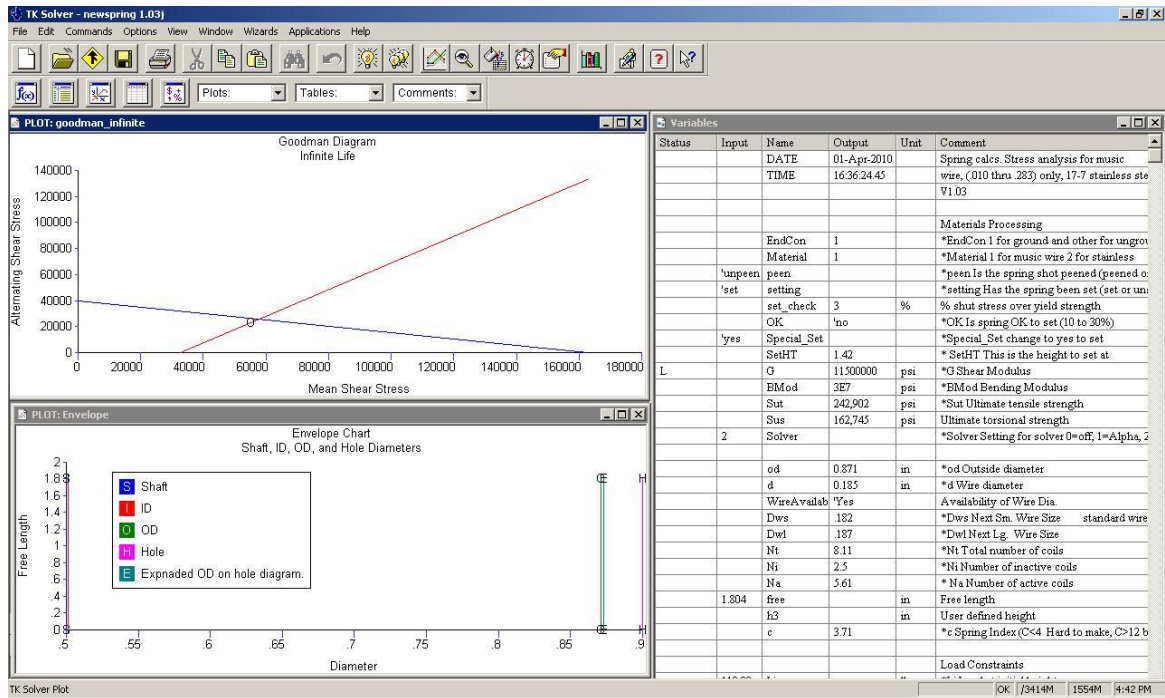 TK Solver - newspring 1.03j
File Edit Commands Options View Window Wizards Applications Help
Plots: Tables: Comments:
PLOT: goodman_infinite
Goodman Diagram
Infinite Life
Alternating Shear Stress
140000
120000
100000
80000
60000
40000
20000
0
0 20000 40000 60000 80000 100000 120000 140000 160000 180000
Mean Shear Stress
PLOT: Envelope
Envelope Chart
Shaft, ID, OD, and Hole Diameters
Free Length
2
1.8
1.6
1.4
1.2
1
.8
.6
.4
.2
0
S Shaft
I ID
O OD
H Hole
E Expnaded OD on hole diagram.
.5 .55 .6 .65 .7 .75 .8 .85 .9
Diameter
Variables
Status Input Name Output Unit Comment
DATE 01-Apr-2010 Spring calcs. Stress analysis for music
TIME 16:36:24.45 wire, (.010 thru .283) only, 17-7 stainless ste
V1.03
Materials Processing
EndCon 1 *EndCon 1 for ground and other for ungrou
Material 1 *Material 1 for music wire 2 for stainless
'unpeen peen *peen Is the spring shot peened (peened o
'set setting *setting Has the spring been set (set or un
set_check 3 % % shut stress over yield strength
OK 'no *OK Is spring OK to set (10 to 30%)
'yes Special_Set *Special_Set change to yes to set
SetHT 1.42 * SetHT This is the height to set at
L G 11500000 psi *G Shear Modulus
BMod 3E7 psi *BMod Bending Modulus
Sut 242,902 psi *Sut Ultimate tensile strength
Sus 162,745 psi Ultimate torsional strength
2 Solver *Solver Setting for solver 0=off, 1=Alpha, 2
od 0.871 in *od Outside diameter
d 0.185 in *d Wire diameter
WireAvailab 'Yes Availability of Wire Dia.
Dws .182 *Dws Next Sm. Wire Size standard wire
Dwl .187 *Dwl Next Lg. Wire Size
Nt 8.11 *Nt Total number of coils
Ni 2.5 *Ni Number of inactive coils
Na 5.61 * Na Number of active coils
1.804 free in Free length
h3 in User defined height
c 3.71 *c Spring Index (C<4 Hard to make, C>12 b
Load Constraints
TK Solver Plot
OK /3414M 1554M 4:42 PM